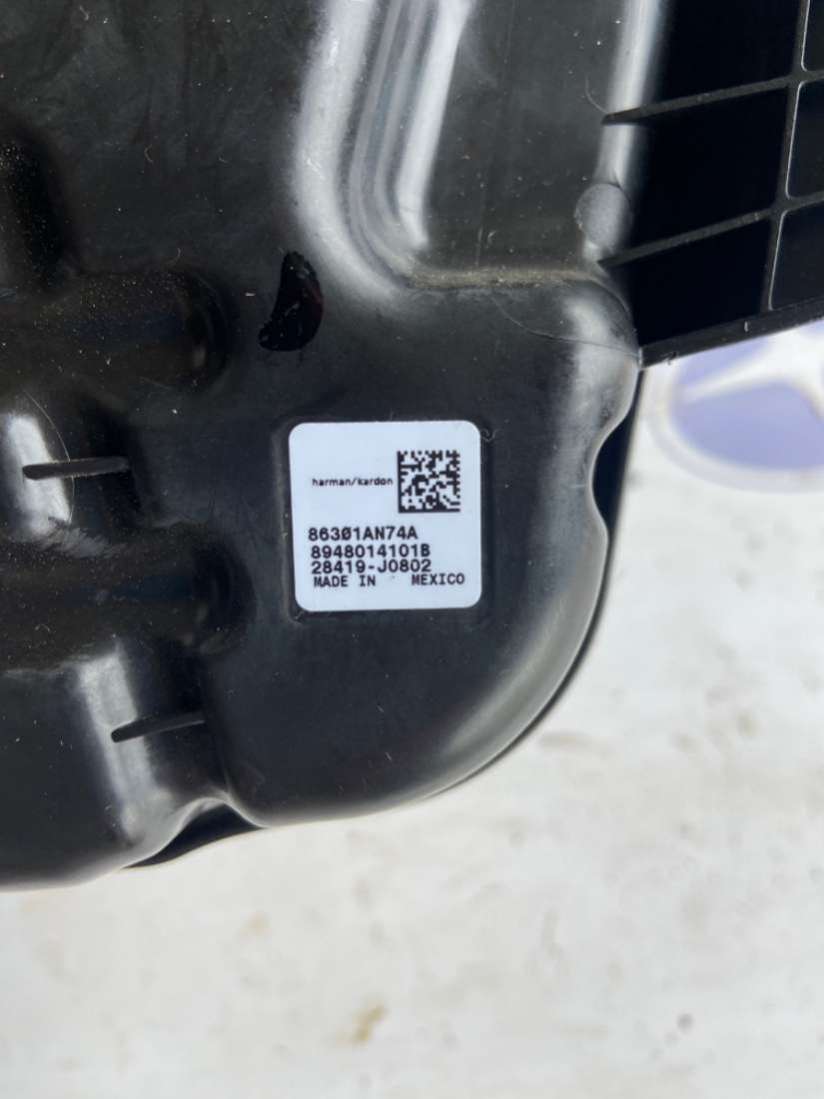 harman/kardon
86301AN74A
8948014101B
28419-J0802
MADE IN MEXICO